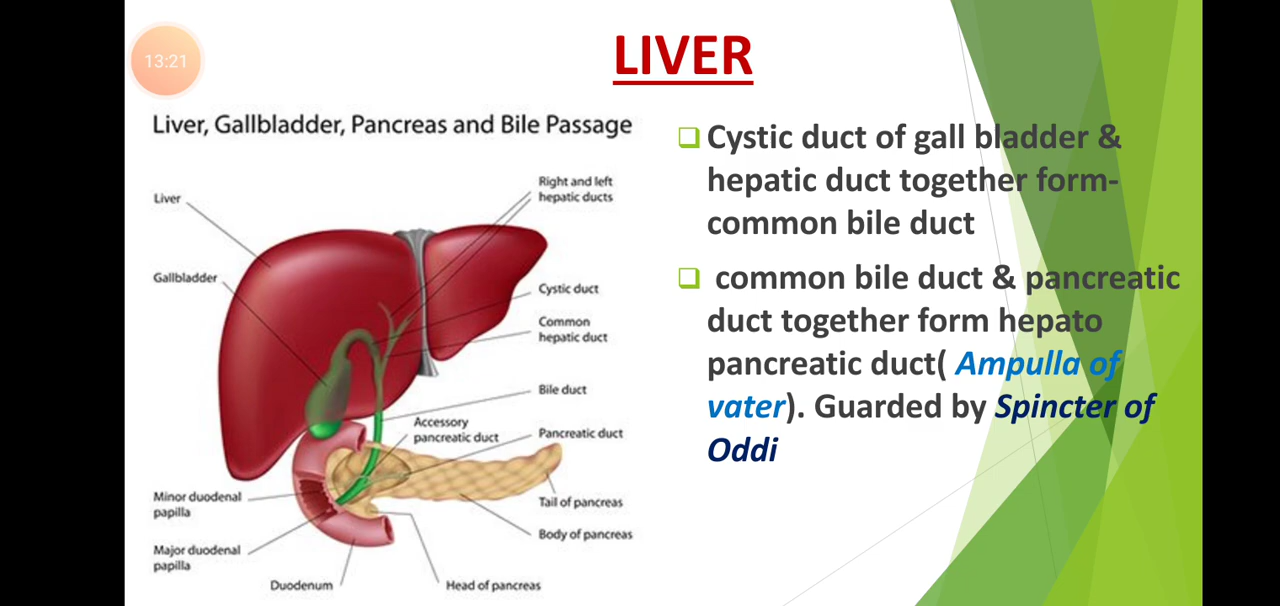 13:21
LIVER
Liver, Gallbladder, Pancreas and Bile Passage
Liver
Gallbladder
Right and left
hepatic ducts
Cystic duct
Common
hepatic duct
Bile duct
Accessory
pancreatic duct
Pancreatic duct
Minor duodenal
papilla
Major duodenal
papilla
Duodenum
Tail of pancreas
Body of pancreas
Head of pancreas
Cystic duct of gall bladder &
hepatic duct together form-
common bile duct
common bile duct & pancreatic
duct together form hepato
pancreatic duct( Ampulla of
vater). Guarded by Spincter of
Oddi